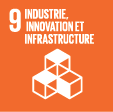 9 INDUSTRIE,
INNOVATION ET
INFRASTRUCTURE